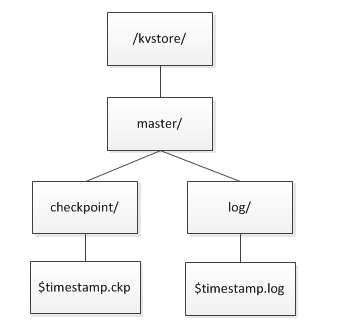 /kvstore/
master/
checkpoint/
log/
$timestamp.ckp
$timestamp.log